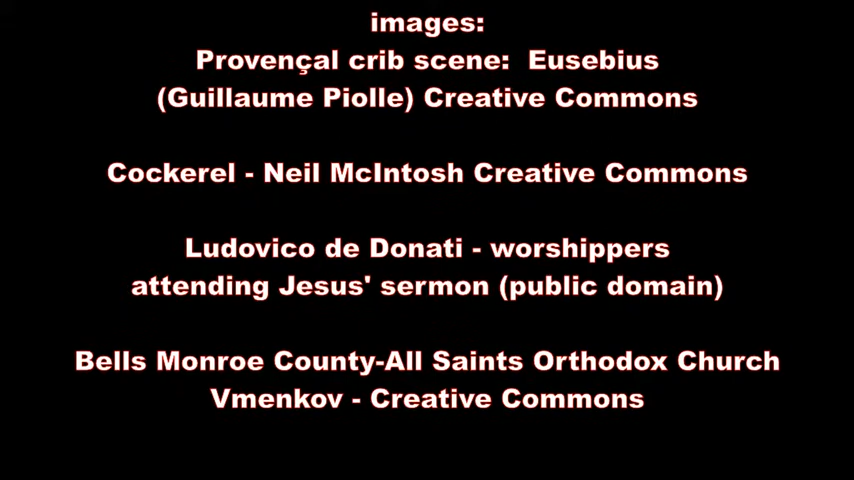 images:
Provençal crib scene:  Eusebius
(Guillaume Piolle) Creative Commons
Cockerel - Neil McIntosh Creative Commons
Ludovico de Donati - worshippers
attending Jesus' sermon (public domain)
Bells Monroe County-All Saints Orthodox Church
Vmenkov - Creative Commons